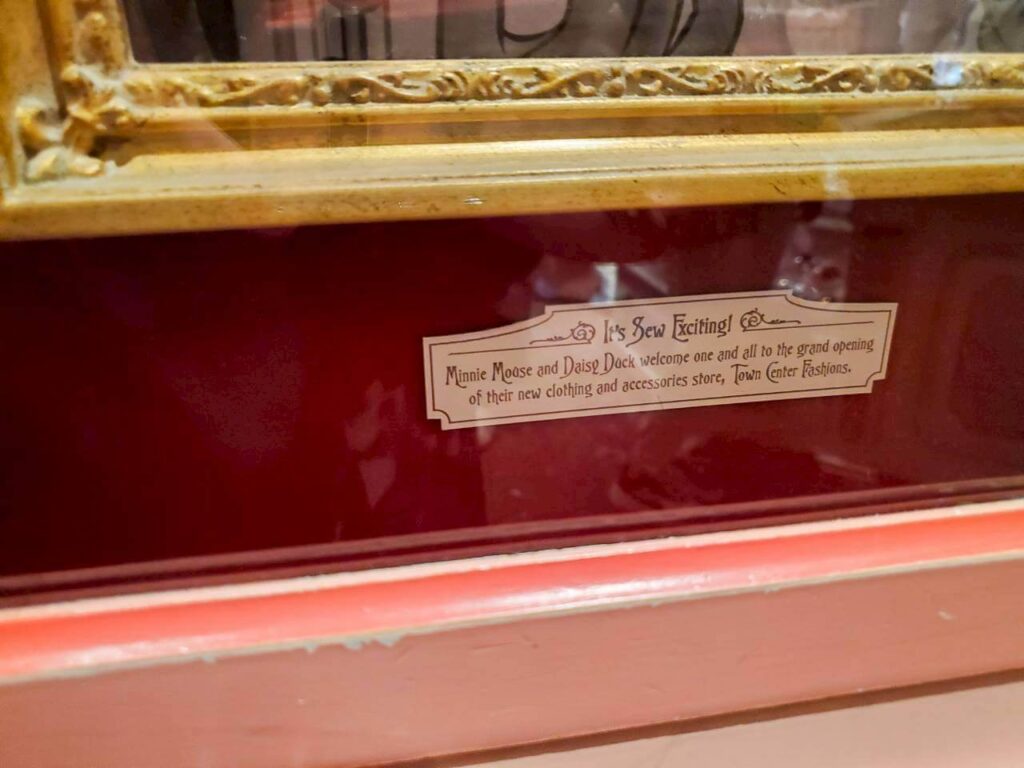 It's Sew Exciting!
Minnie Mouse and Daisy Duck welcome one and all to the grand opening
of their new clothing and accessories store, Town Center Fashions.